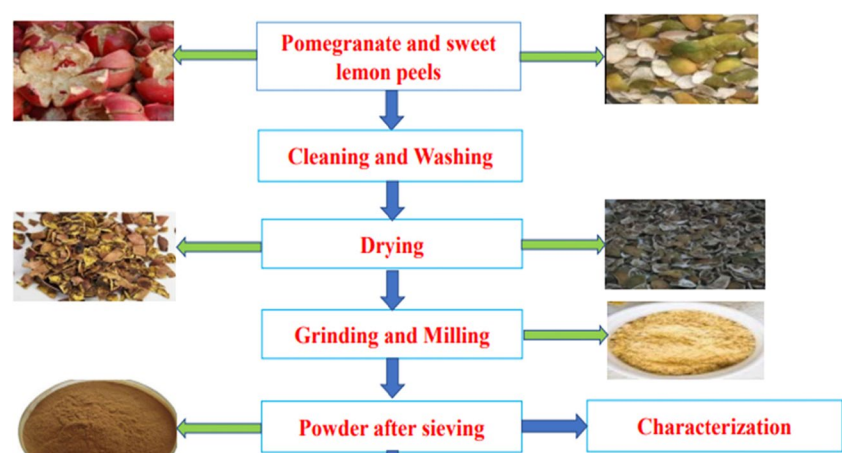 Pomegranate and sweet
lemon peels
Cleaning and Washing
Drying
Grinding and Milling
Powder after sieving
Characterization